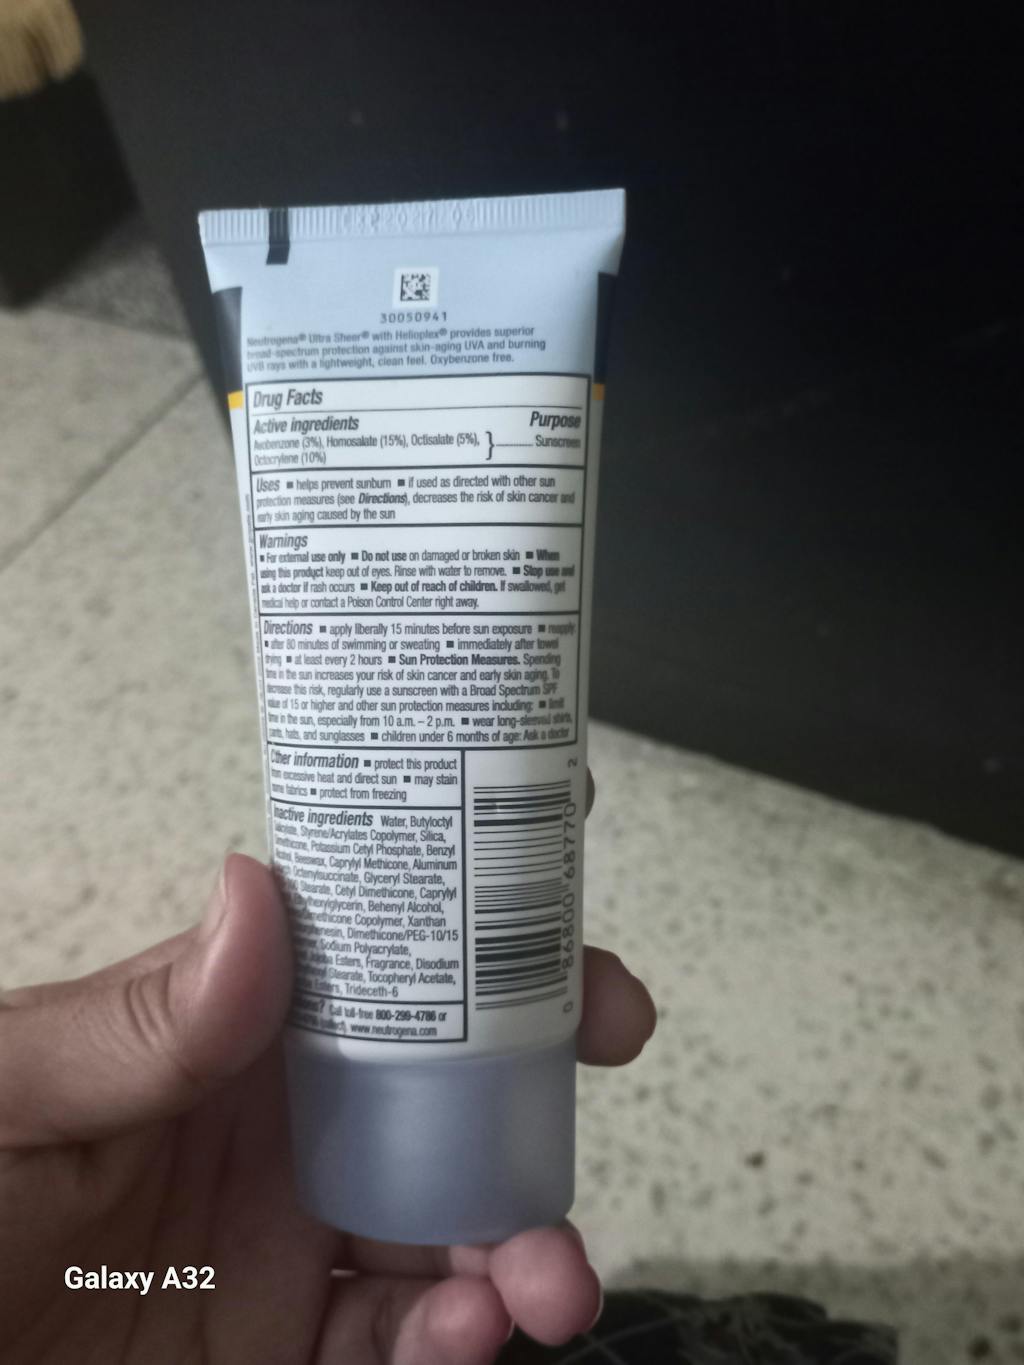 EXP 2027 06
30050941
Neutrogena® Ultra Sheer® with Helioplex® provides superior
broad-spectrum protection against skin-aging UVA and burning
UVB rays with a lightweight, clean feel. Oxybenzone free.
Drug Facts
Active ingredients Purpose
Avobenzone (3%), Homosalate (15%), Octisalate (5%), } Sunscreen
Octocrylene (10%)
Uses ■ helps prevent sunburn ■ if used as directed with other sun
protection measures (see Directions), decreases the risk of skin cancer and
early skin aging caused by the sun
Warnings
■ For external use only ■ Do not use on damaged or broken skin ■ When
using this product keep out of eyes. Rinse with water to remove. ■ Stop use and
ask a doctor if rash occurs ■ Keep out of reach of children. If swallowed, get
medical help or contact a Poison Control Center right away.
Directions ■ apply liberally 15 minutes before sun exposure ■ reapply:
■ after 80 minutes of swimming or sweating ■ immediately after towel
drying ■ at least every 2 hours ■ Sun Protection Measures. Spending
time in the sun increases your risk of skin cancer and early skin aging. To
decrease this risk, regularly use a sunscreen with a Broad Spectrum SPF
value of 15 or higher and other sun protection measures including: ■ limit
time in the sun, especially from 10 a.m. – 2 p.m. ■ wear long-sleeved shirts,
pants, hats, and sunglasses ■ children under 6 months of age: Ask a doctor
Other information ■ protect this product
from excessive heat and direct sun ■ may stain
some fabrics ■ protect from freezing
Inactive ingredients Water, Butyloctyl
Salicylate, Styrene/Acrylates Copolymer, Silica,
Dimethicone, Potassium Cetyl Phosphate, Benzyl
Alcohol, Beeswax, Caprylyl Methicone, Aluminum
Octenylsuccinate, Glyceryl Stearate,
Stearate, Cetyl Dimethicone, Caprylyl
Ethylhexylglycerin, Behenyl Alcohol,
Dimethicone Copolymer, Xanthan
Dimethicone/PEG-10/15
Sodium Polyacrylate,
Jojoba Esters, Fragrance, Disodium
Stearate, Tocopheryl Acetate,
Esters, Trideceth-6
Call toll-free 800-299-4786 or
(collect). www.neutrogena.com
0 86800 68770 2
Galaxy A32